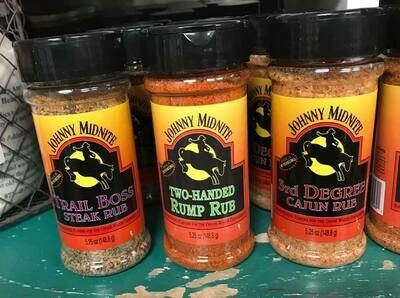 JOHNNY MIDNITE
TRAIL BOSS
STEAK RUB
5.25 oz (148.8 g)
JOHNNY MIDNITE
TWO-HANDED
RUMP RUB
5.25 oz (148.8 g)
JOHNNY MIDNITE
3RD DEGREE
CAJUN RUB
5.25 oz (148.8 g)